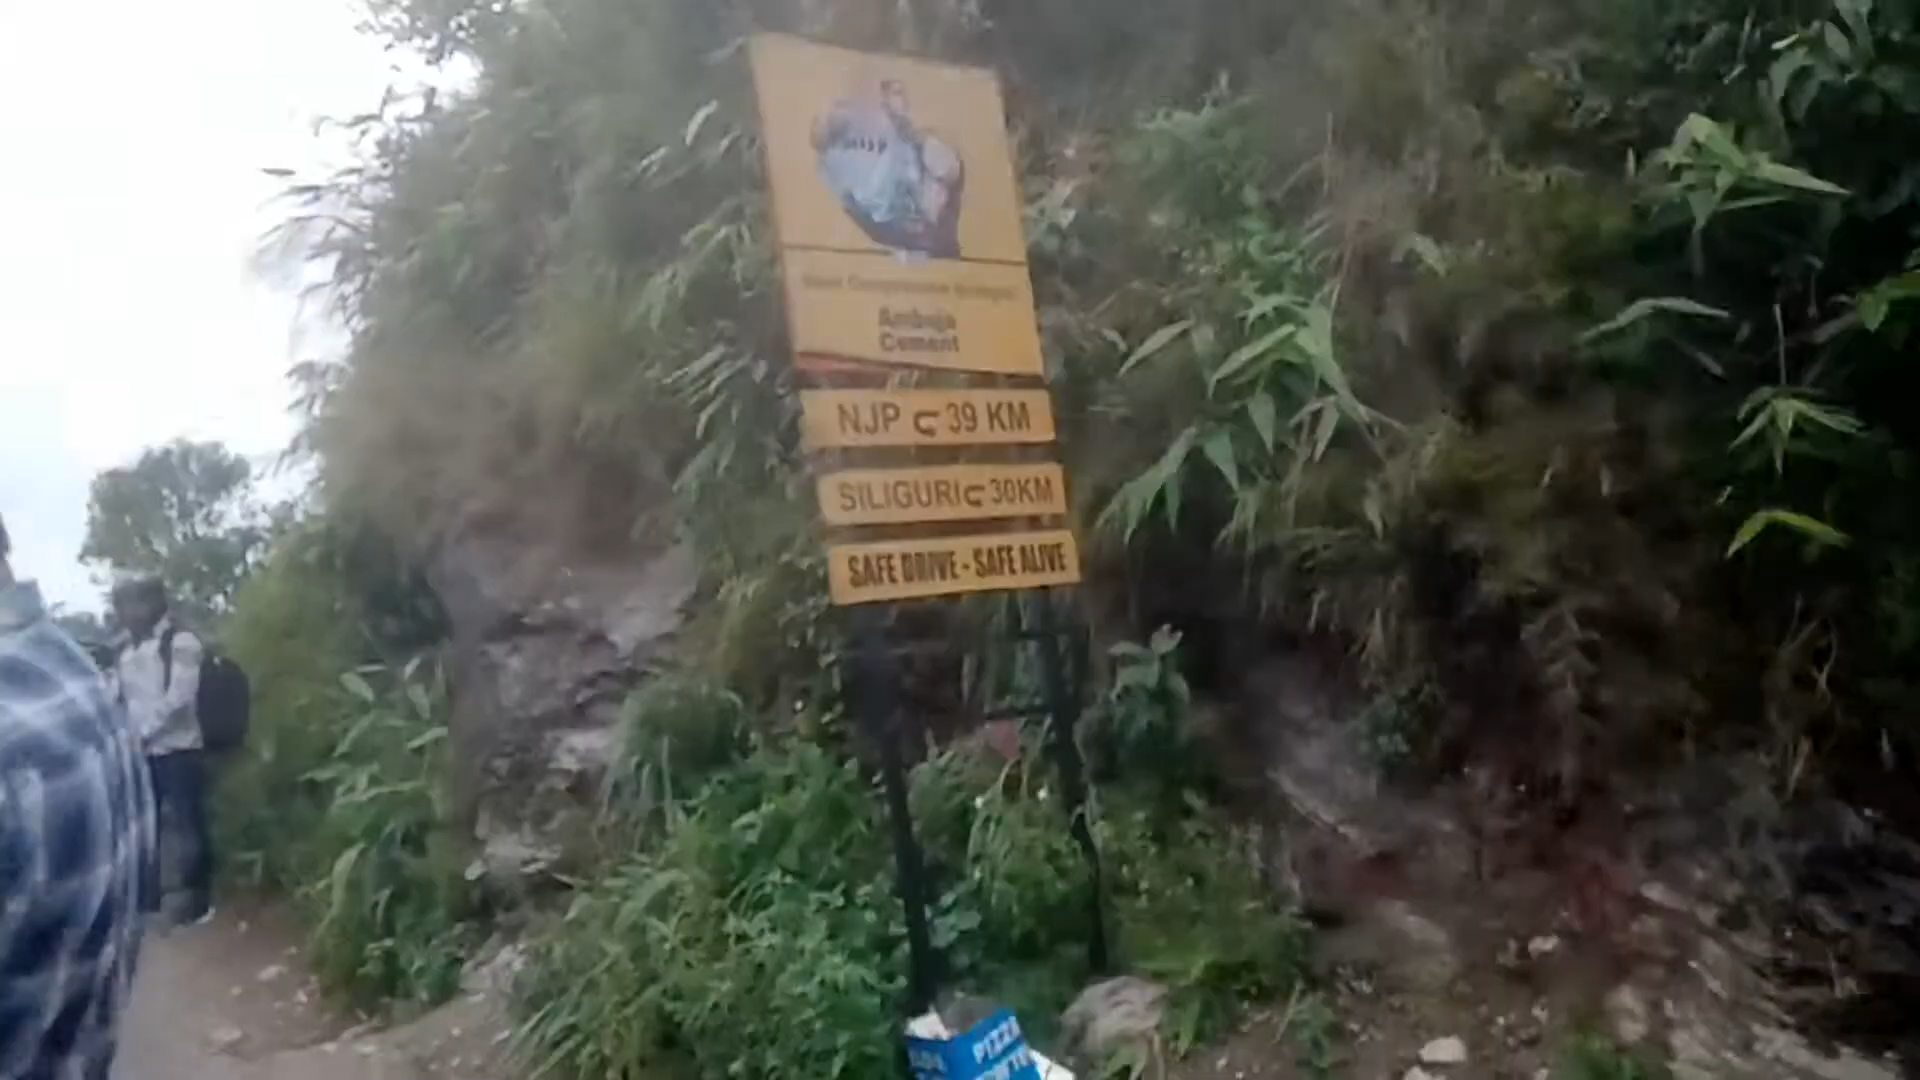 Ambuja
Cement
NJP ⊂ 39 KM
SILIGURI ⊂ 30KM
SAFE DRIVE - SAFE ALIVE
PIZZA